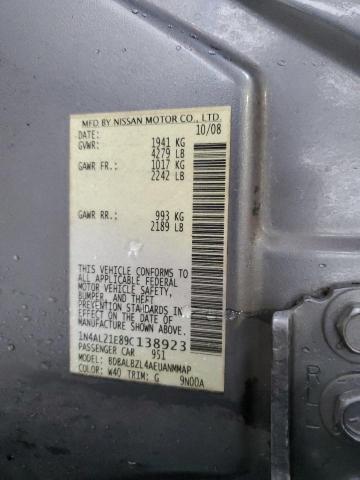 MFD BY NISSAN MOTOR CO., LTD.
DATE: 10/08
GVWR: 1941 KG
4279 LB
GAWR FR: 1017 KG
2242 LB
GAWR RR: 993 KG
2189 LB
THIS VEHICLE CONFORMS TO
ALL APPLICABLE FEDERAL
MOTOR VEHICLE SAFETY,
BUMPER, AND THEFT
PREVENTION STANDARDS IN
EFFECT ON THE DATE OF
MANUFACTURE SHOWN ABOVE.
1N4AL21E89C138923
PASSENGER CAR 951
MODEL: BDBALBZL4AEUANMMAP
COLOR: W40 TRIM: G 9N00A